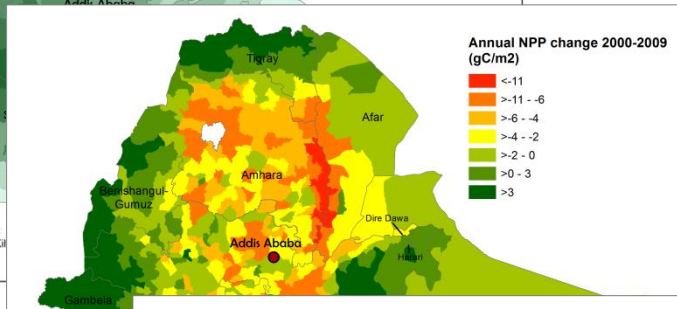 Addis Ababa
Annual NPP change 2000-2009
(gC/m2)
<-11
>-11 - -6
>-6 - -4
>-4 - -2
>-2 - 0
>0 - 3
>3
Tigray
Afar
Amhara
Benishangul-
Gumuz
Dire Dawa
Addis Ababa
Harari
Gambela